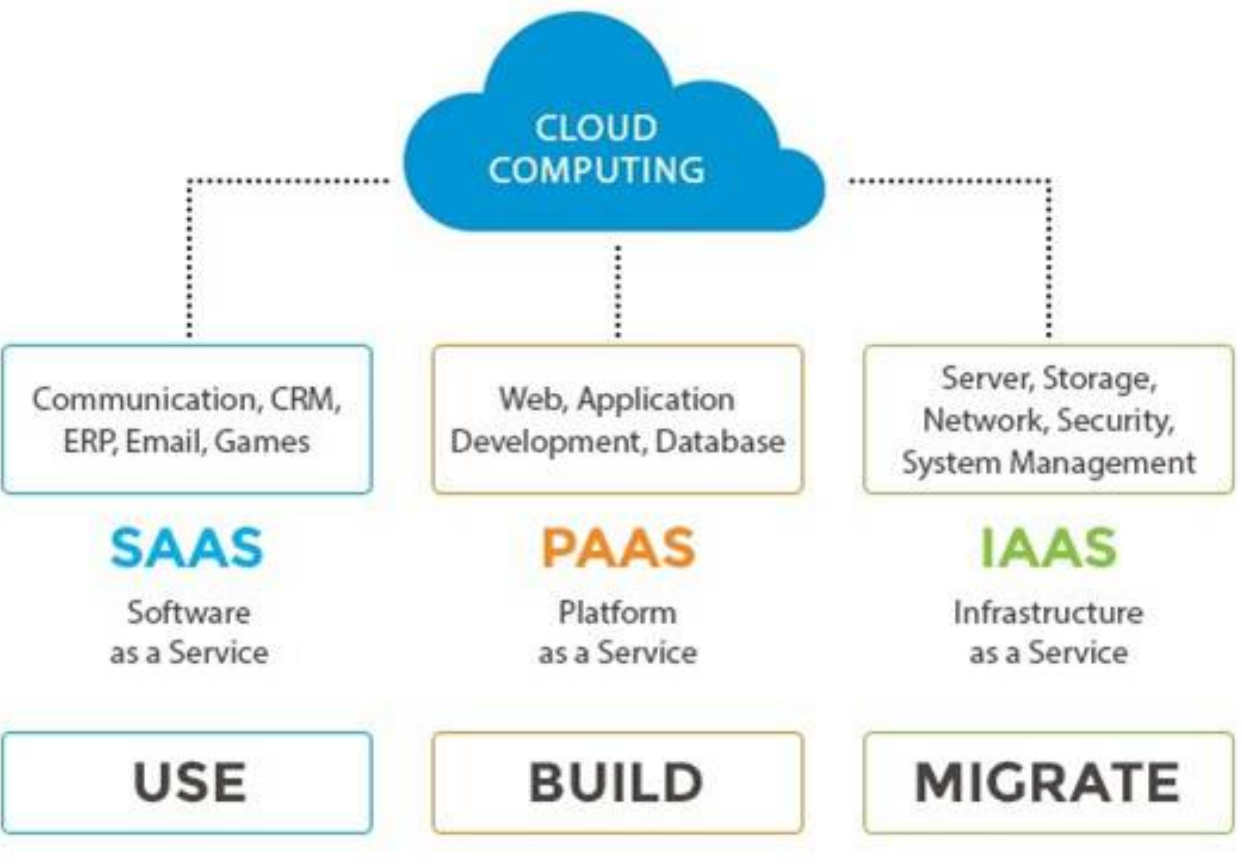 CLOUD
COMPUTING
Communication, CRM,
ERP, Email, Games
Web, Application
Development, Database
Server, Storage,
Network, Security,
System Management
SAAS
Software
as a Service
PAAS
Platform
as a Service
IAAS
Infrastructure
as a Service
USE
BUILD
MIGRATE